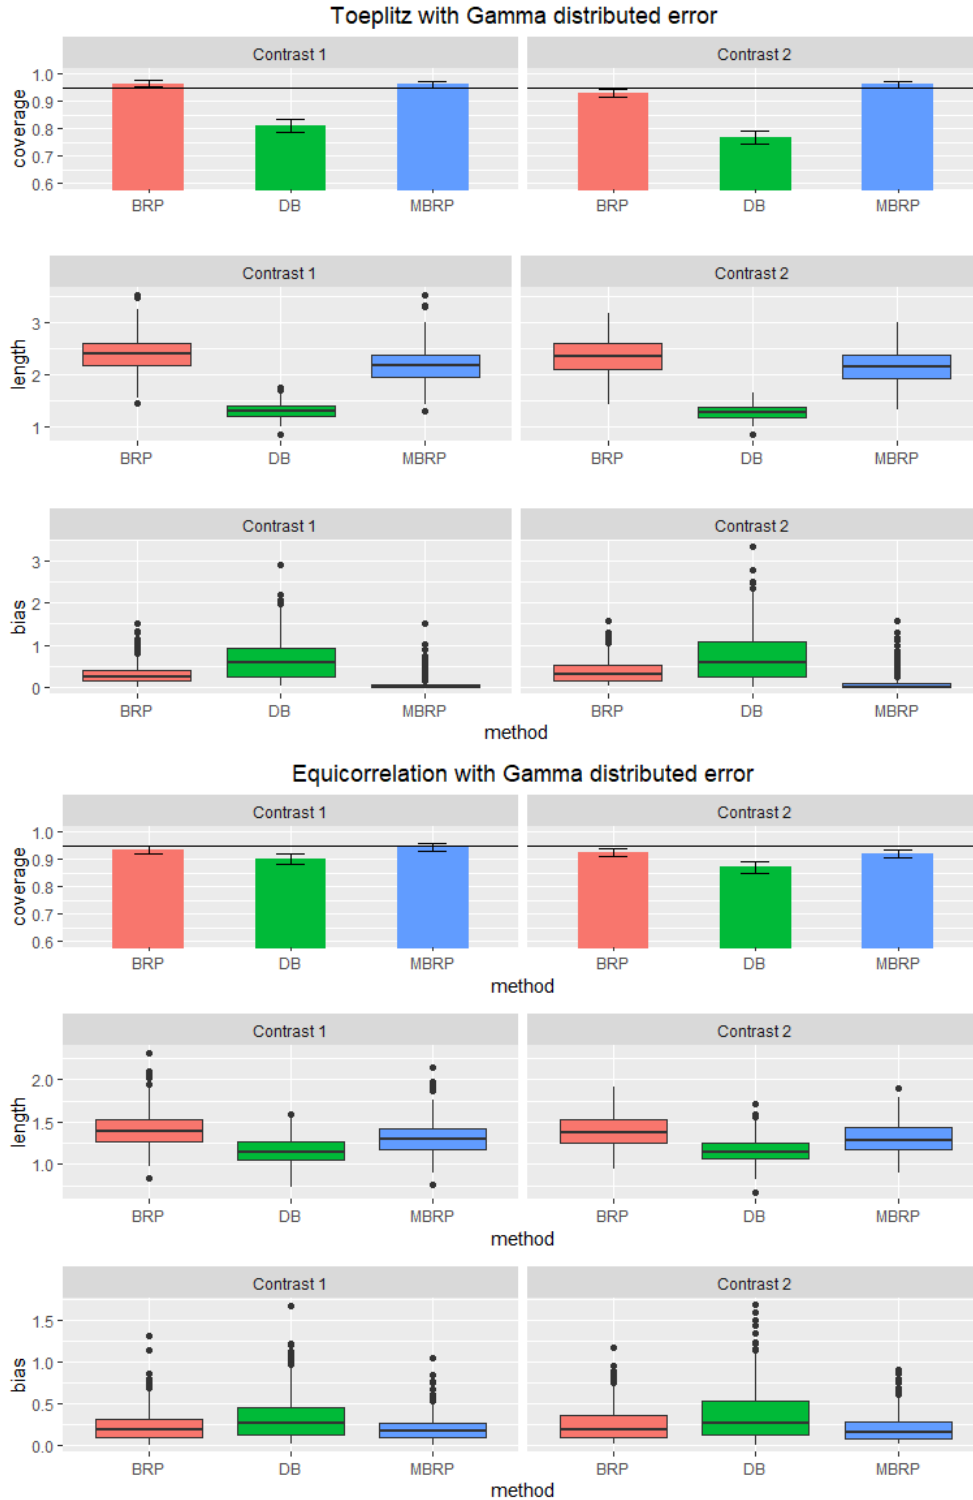 Toeplitz with Gamma distributed error
Contrast 1 Contrast 2
1.0
0.9
0.8
0.7
0.6
coverage
BRP DB MBRP BRP DB MBRP
Contrast 1 Contrast 2
3
2
1
length
BRP DB MBRP BRP DB MBRP
Contrast 1 Contrast 2
3
2
1
0
bias
BRP DB MBRP BRP DB MBRP
method
Equicorrelation with Gamma distributed error
Contrast 1 Contrast 2
1.0
0.9
0.8
0.7
0.6
coverage
BRP DB MBRP BRP DB MBRP
method
Contrast 1 Contrast 2
2.0
1.5
1.0
length
BRP DB MBRP BRP DB MBRP
method
Contrast 1 Contrast 2
1.5
1.0
0.5
0.0
bias
BRP DB MBRP BRP DB MBRP
method